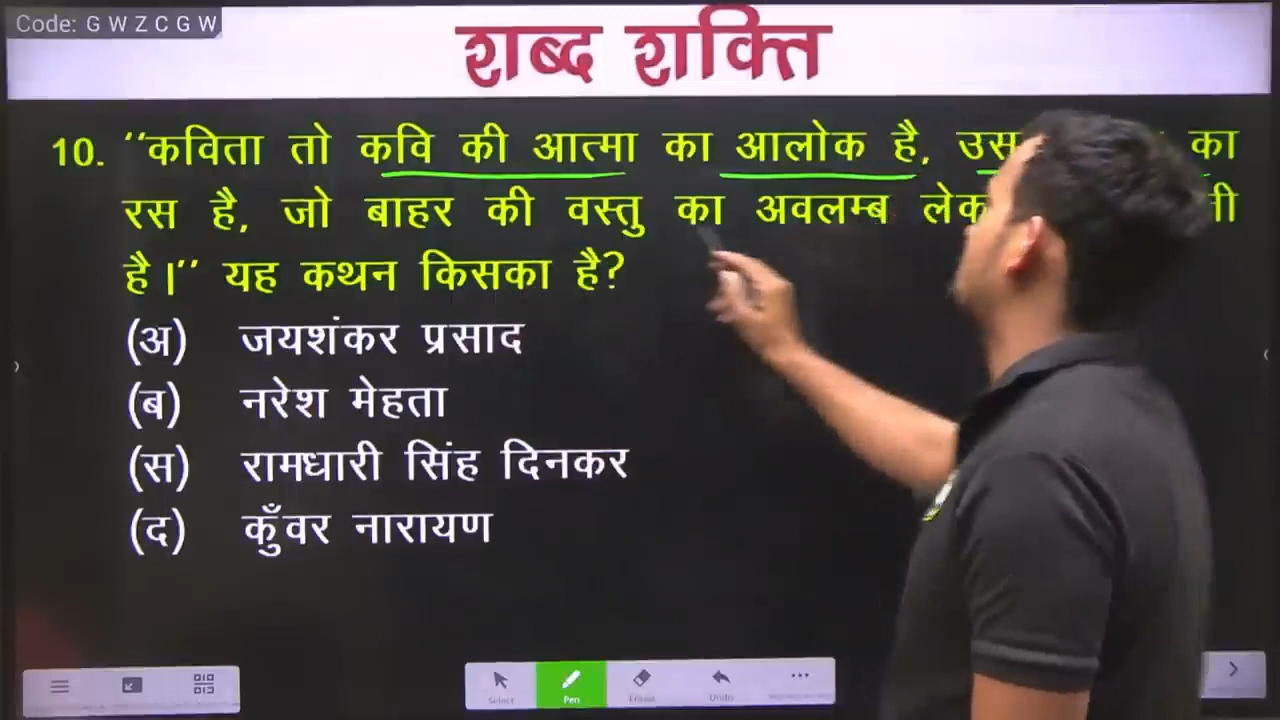 Code: G W Z C G W
शब्द शक्ति
10. ‘‘कविता तो कवि की आत्मा का आलोक है, उस का
रस है, जो बाहर की वस्तु का अवलम्ब
है।’’ यह कथन किसका है?
(अ) जयशंकर प्रसाद
(ब) नरेश मेहता
(स) रामधारी सिंह दिनकर
(द) कुँवर नारायण
Select Pen Eraser Undo